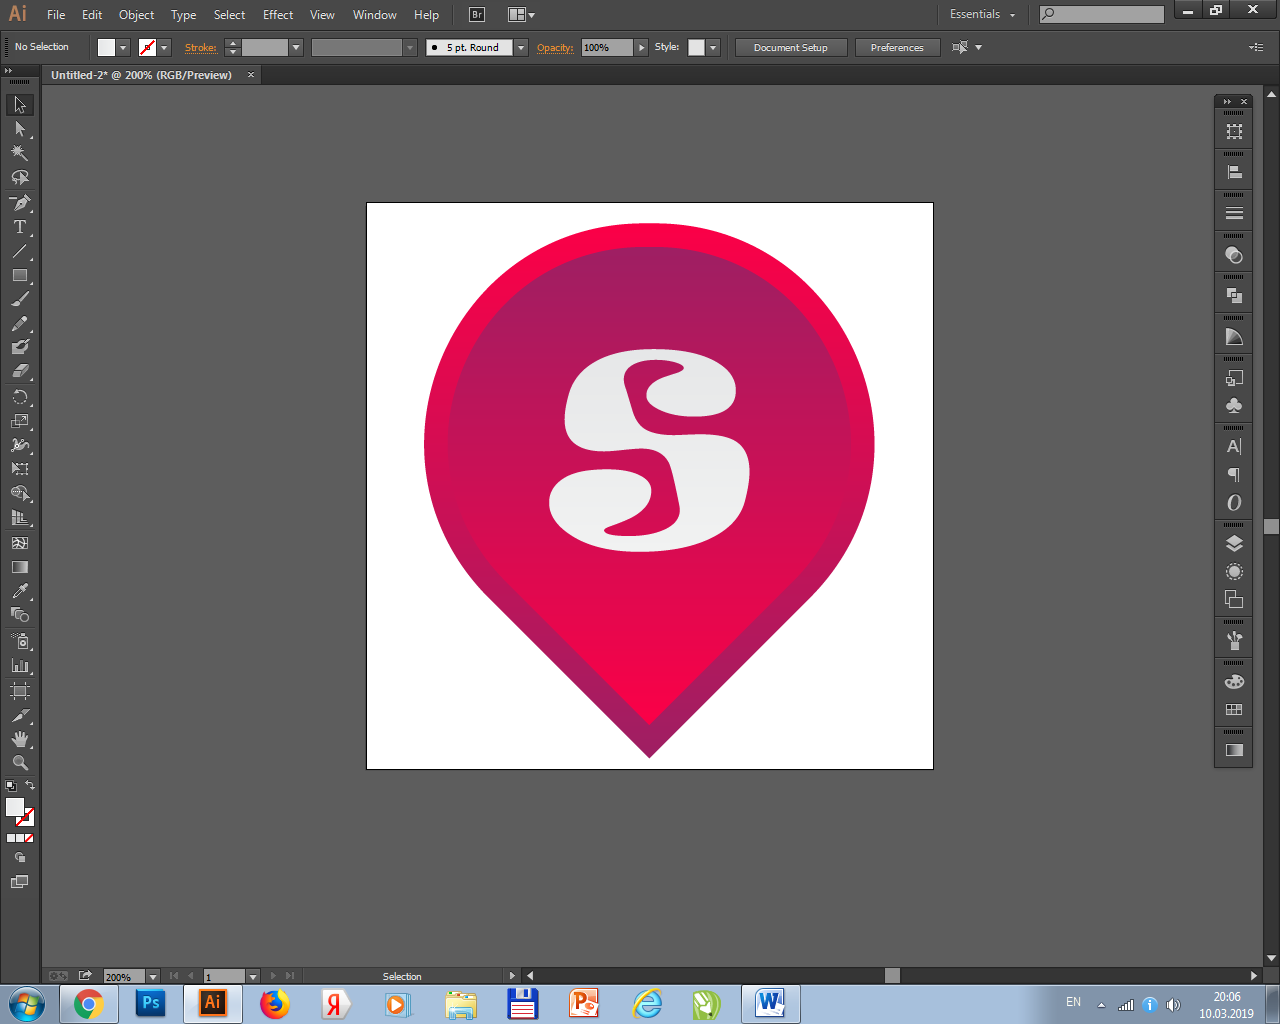 Ai File Edit Object Type Select Effect View Window Help Br Essentials
No Selection Stroke: 5 pt. Round Opacity: 100% Style: Document Setup Preferences
Untitled-2* @ 200% (RGB/Preview)
S
200% 1 Selection
Ps Ai Я P W EN 20:06
10.03.2019